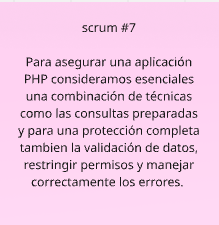 scrum #7
Para asegurar una aplicación
PHP consideramos esenciales
una combinación de técnicas
como las consultas preparadas
y para una protección completa
tambien la validación de datos,
restringir permisos y manejar
correctamente los errores.